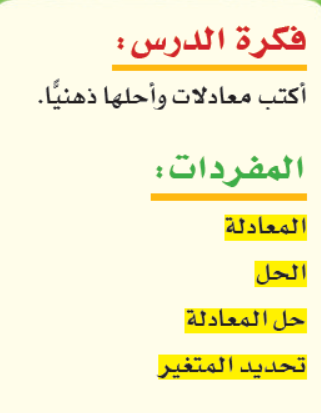 فكرة الدرس:
أكتب معادلات وأحلها ذهنيًّا.
المفردات:
المعادلة
الحل
حل المعادلة
تحديد المتغير